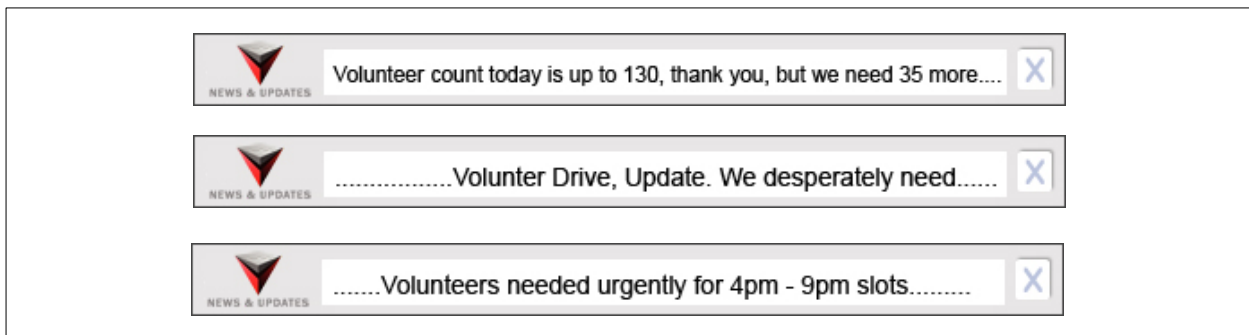 Volunteer count today is up to 130, thank you, but we need 35 more....
X
NEWS & UPDATES
..................Volunter Drive, Update. We desperately need......
X
NEWS & UPDATES
.......Volunteers needed urgently for 4pm - 9pm slots.........
X
NEWS & UPDATES